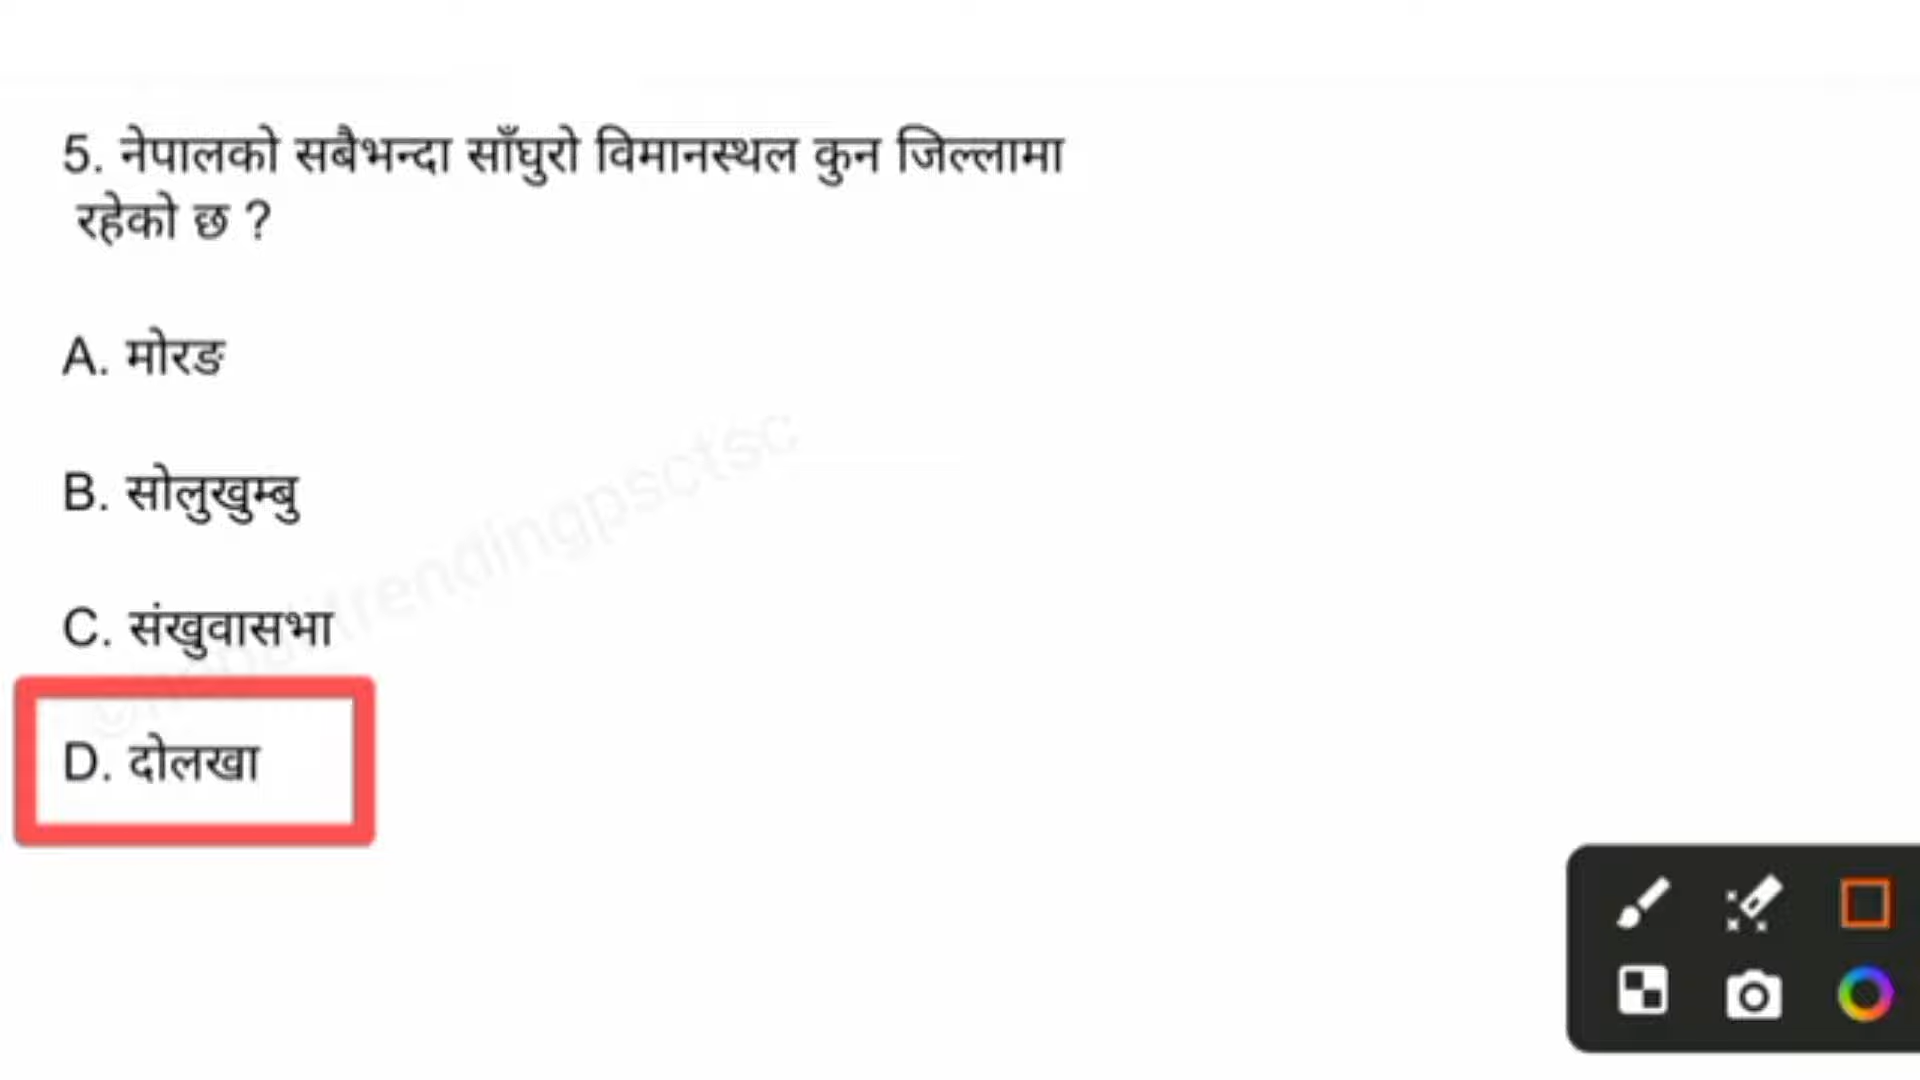 5. नेपालको सबैभन्दा साँघुरो विमानस्थल कुन जिल्लामा
रहेको छ ?
A. मोरङ
B. सोलुखुम्बु
C. संखुवासभा
D. दोलखा